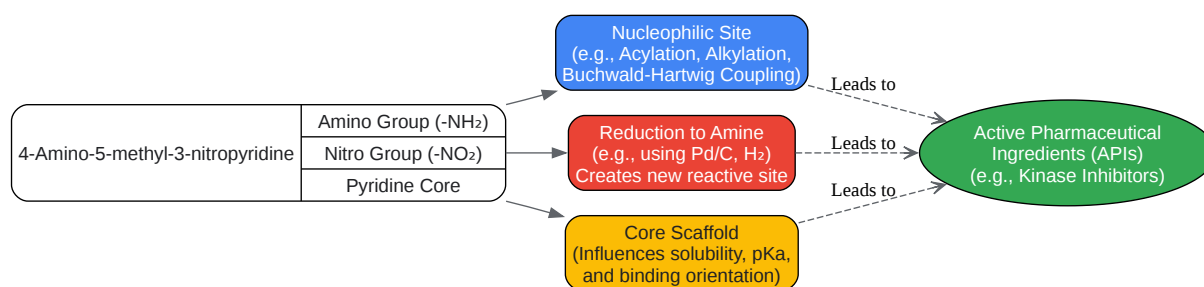 4-Amino-5-methyl-3-nitropyridine
Amino Group (-NH₂)
Nitro Group (-NO₂)
Pyridine Core
Nucleophilic Site
(e.g., Acylation, Alkylation,
Buchwald-Hartwig Coupling)
Reduction to Amine
(e.g., using Pd/C, H₂)
Creates new reactive site
Core Scaffold
(Influences solubility, pKa,
and binding orientation)
Leads to
Leads to
Leads to
Active Pharmaceutical
Ingredients (APIs)
(e.g., Kinase Inhibitors)